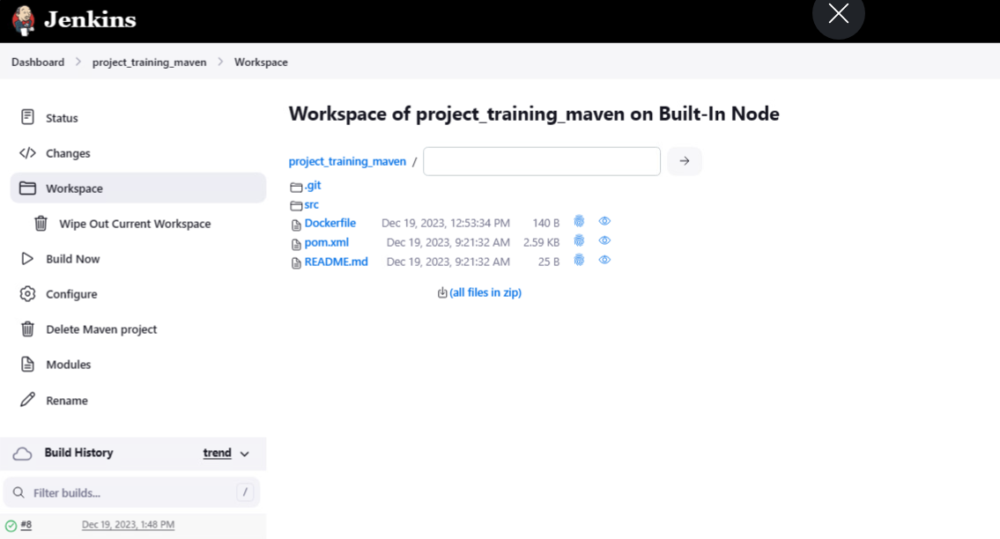 Jenkins
Dashboard > project_training_maven > Workspace
Status
Changes
Workspace
Wipe Out Current Workspace
Build Now
Configure
Delete Maven project
Modules
Rename
Build History trend
Filter builds... /
#8 Dec 19, 2023, 1:48 PM
Workspace of project_training_maven on Built-In Node
project_training_maven /
.git
src
Dockerfile Dec 19, 2023, 12:53:34 PM 140 B
pom.xml Dec 19, 2023, 9:21:32 AM 2.59 KB
README.md Dec 19, 2023, 9:21:32 AM 25 B
(all files in zip)